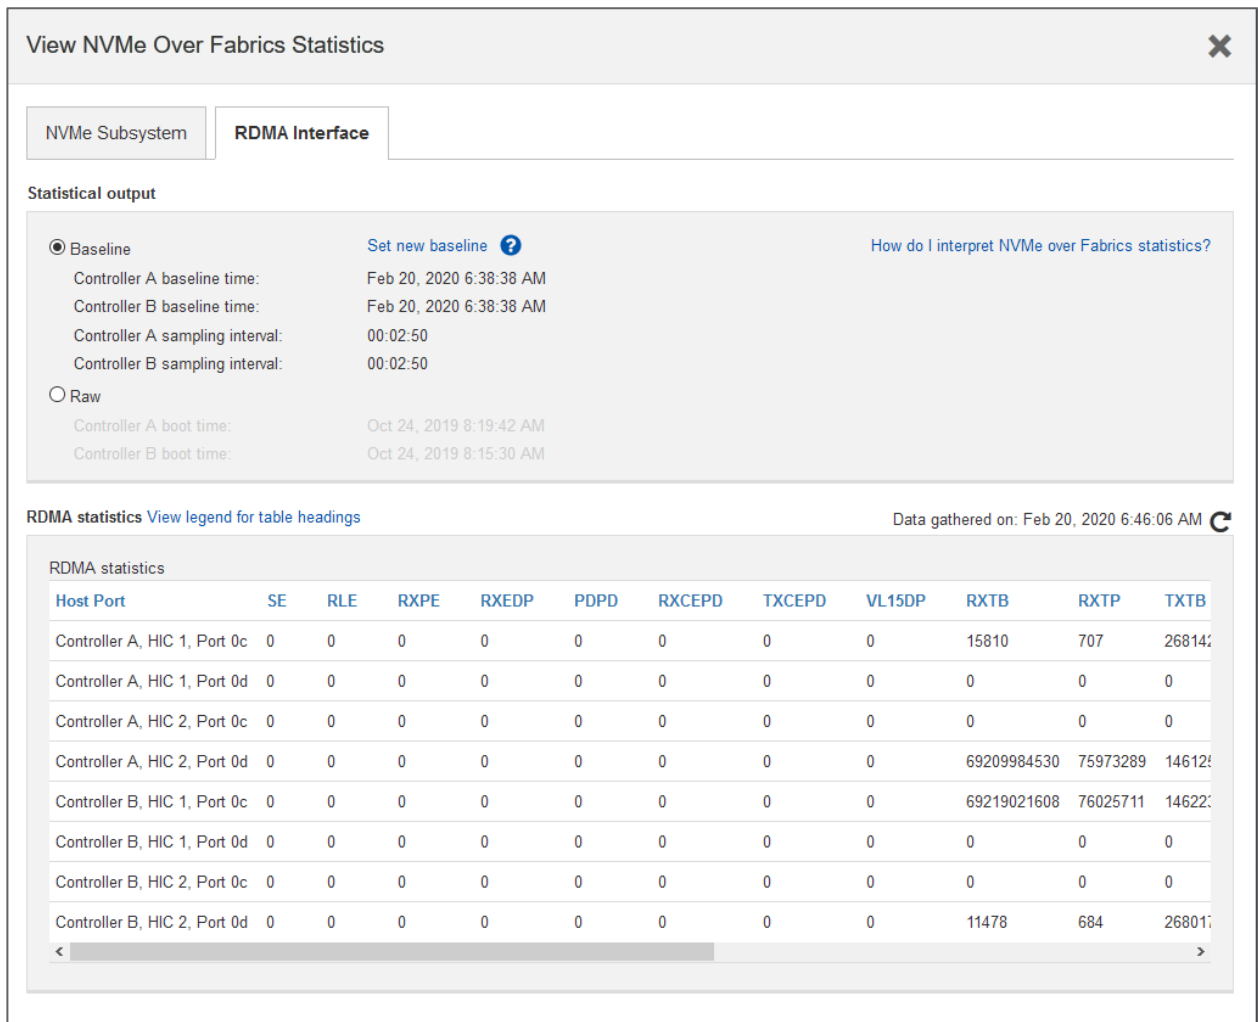 View NVMe Over Fabrics Statistics
NVMe Subsystem RDMA Interface
Statistical output
Baseline Set new baseline ? How do I interpret NVMe over Fabrics statistics?
Controller A baseline time: Feb 20, 2020 6:38:38 AM
Controller B baseline time: Feb 20, 2020 6:38:38 AM
Controller A sampling interval: 00:02:50
Controller B sampling interval: 00:02:50
Raw
Controller A boot time: Oct 24, 2019 8:19:42 AM
Controller B boot time: Oct 24, 2019 8:15:30 AM
RDMA statistics View legend for table headings Data gathered on: Feb 20, 2020 6:46:06 AM
RDMA statistics
Host Port SE RLE RXPE RXEDP PDPD RXCEPD TXCEPD VL15DP RXTB RXTP TXTB
Controller A, HIC 1, Port 0c 0 0 0 0 0 0 0 0 15810 707 268142
Controller A, HIC 1, Port 0d 0 0 0 0 0 0 0 0 0 0 0
Controller A, HIC 2, Port 0c 0 0 0 0 0 0 0 0 0 0 0
Controller A, HIC 2, Port 0d 0 0 0 0 0 0 0 0 69209984530 75973289 146125
Controller B, HIC 1, Port 0c 0 0 0 0 0 0 0 0 69219021608 76025711 14622
Controller B, HIC 1, Port 0d 0 0 0 0 0 0 0 0 0 0 0
Controller B, HIC 2, Port 0c 0 0 0 0 0 0 0 0 0 0 0
Controller B, HIC 2, Port 0d 0 0 0 0 0 0 0 0 11478 684 268017